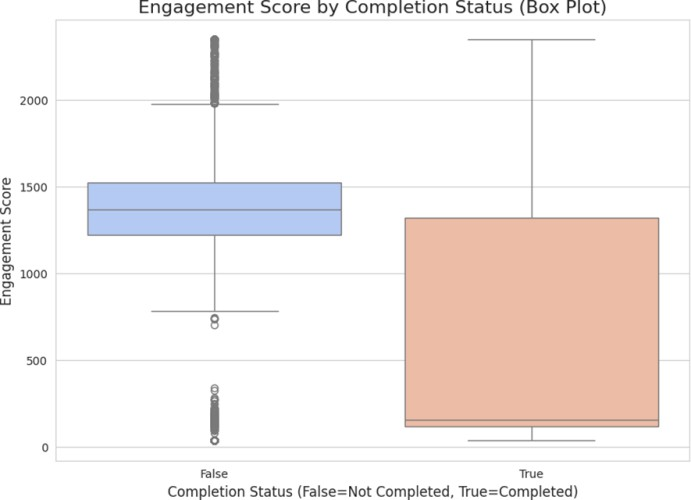 Engagement Score by Completion Status (Box Plot)
2000
1500
1000
500
0
Engagement Score
False
True
Completion Status (False=Not Completed, True=Completed)